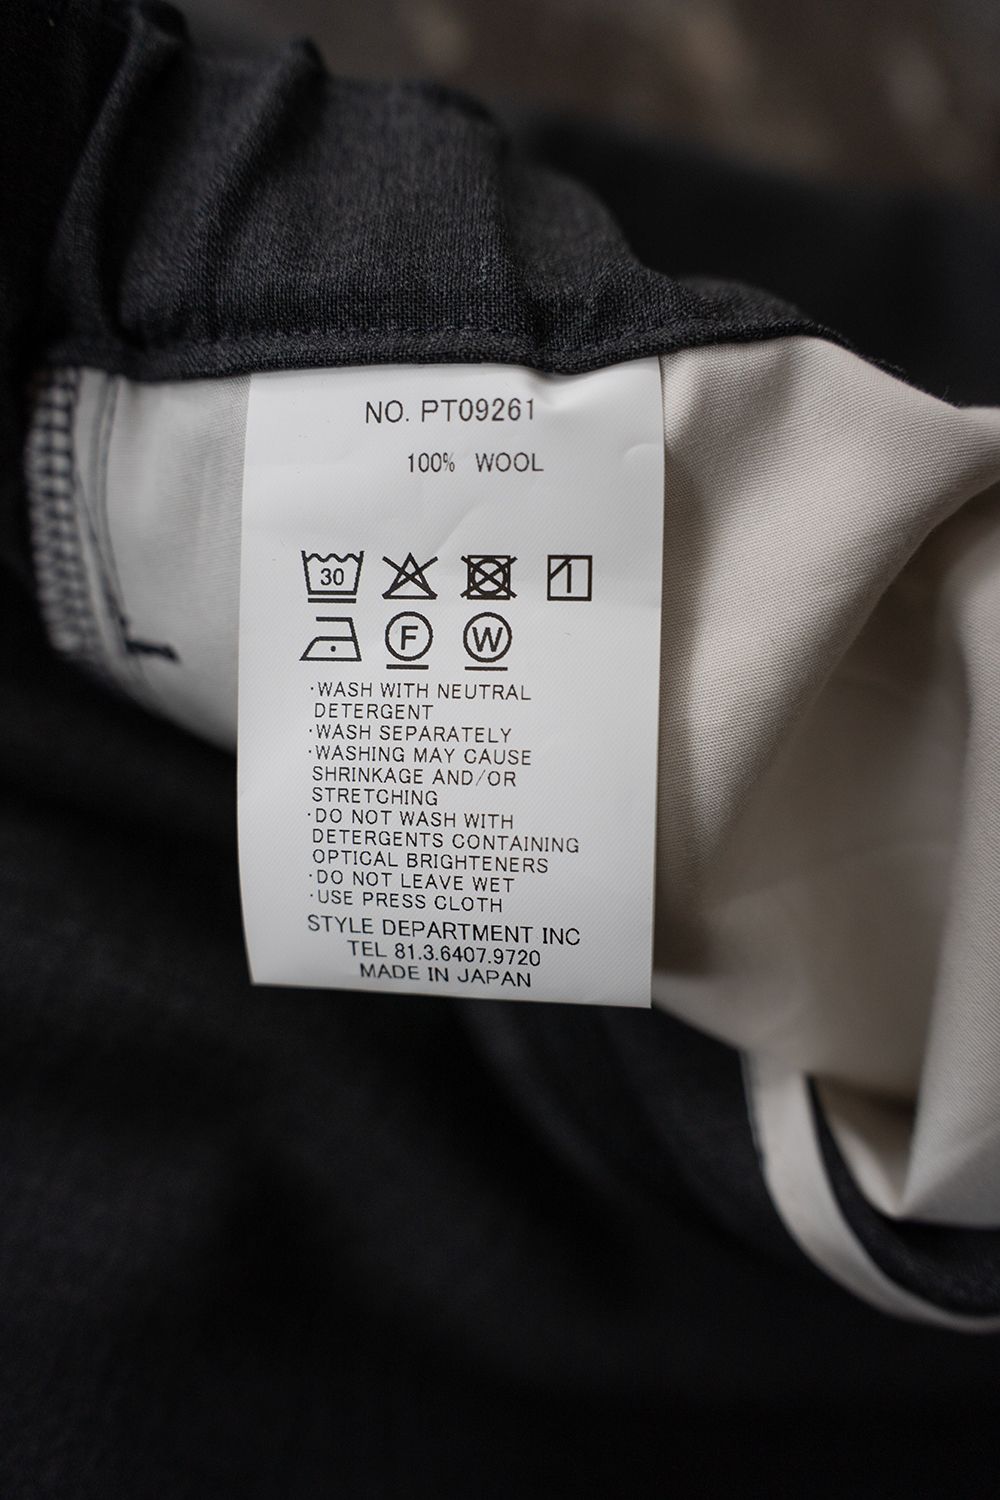 NO. PT09261
100% WOOL
30
F W
·WASH WITH NEUTRAL
DETERGENT
·WASH SEPARATELY
·WASHING MAY CAUSE
SHRINKAGE AND/OR
STRETCHING
·DO NOT WASH WITH
DETERGENTS CONTAINING
OPTICAL BRIGHTENERS
·DO NOT LEAVE WET
·USE PRESS CLOTH
STYLE DEPARTMENT INC
TEL 81.3.6407.9720
MADE IN JAPAN